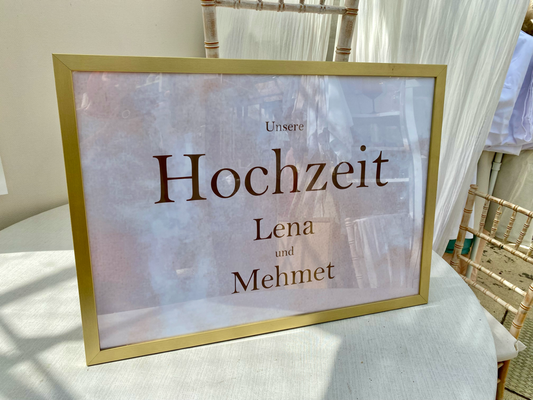 Unsere
Hochzeit
Lena
und
Mehmet